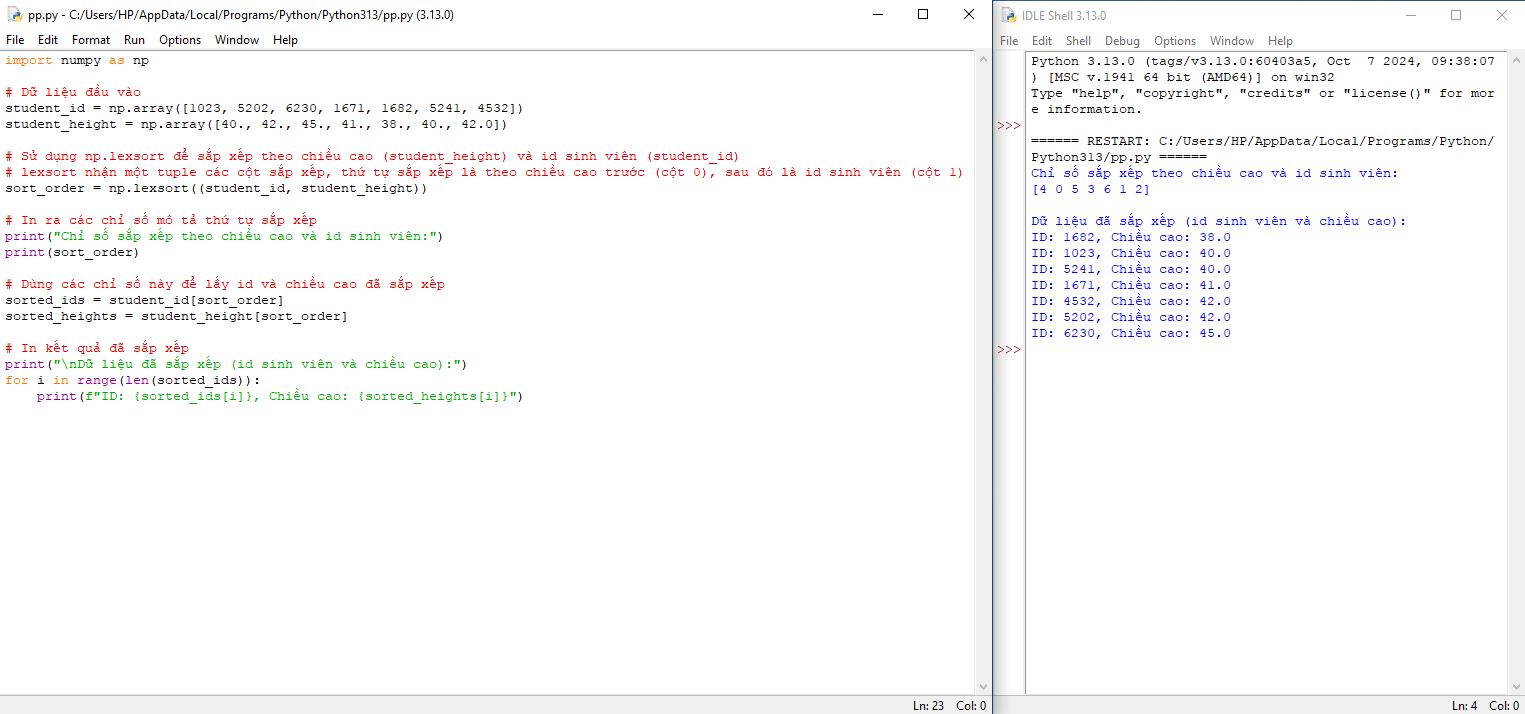 pp.py - C:/Users/HP/AppData/Local/Programs/Python/Python313/pp.py (3.13.0)
File Edit Format Run Options Window Help
import numpy as np
# Dữ liệu đầu vào
student_id = np.array([1023, 5202, 6230, 1671, 1682, 5241, 4532])
student_height = np.array([40., 42., 45., 41., 38., 40., 42.0])
# Sử dụng np.lexsort để sắp xếp theo chiều cao (student_height) và id sinh viên (student_id)
# lexsort nhận một tuple các cột sắp xếp, thứ tự sắp xếp là theo chiều cao trước (cột 0), sau đó là id sinh viên (cột 1)
sort_order = np.lexsort((student_id, student_height))
# In ra các chỉ số mô tả thứ tự sắp xếp
print("Chỉ số sắp xếp theo chiều cao và id sinh viên:")
print(sort_order)
# Dùng các chỉ số này để lấy id và chiều cao đã sắp xếp
sorted_ids = student_id[sort_order]
sorted_heights = student_height[sort_order]
# In kết quả đã sắp xếp
print("\nDữ liệu đã sắp xếp (id sinh viên và chiều cao):")
for i in range(len(sorted_ids)):
    print(f"ID: {sorted_ids[i]}, Chiều cao: {sorted_heights[i]}")
Ln: 23 Col: 0
IDLE Shell 3.13.0
File Edit Shell Debug Options Window Help
Python 3.13.0 (tags/v3.13.0:60403a5, Oct  7 2024, 09:38:07
) [MSC v.1941 64 bit (AMD64)] on win32
Type "help", "copyright", "credits" or "license()" for mor
e information.
>>>
====== RESTART: C:/Users/HP/AppData/Local/Programs/Python/
Python313/pp.py ======
Chỉ số sắp xếp theo chiều cao và id sinh viên:
[4 0 5 3 6 1 2]
Dữ liệu đã sắp xếp (id sinh viên và chiều cao):
ID: 1682, Chiều cao: 38.0
ID: 1023, Chiều cao: 40.0
ID: 5241, Chiều cao: 40.0
ID: 1671, Chiều cao: 41.0
ID: 4532, Chiều cao: 42.0
ID: 5202, Chiều cao: 42.0
ID: 6230, Chiều cao: 45.0
>>>
Ln: 4 Col: 0